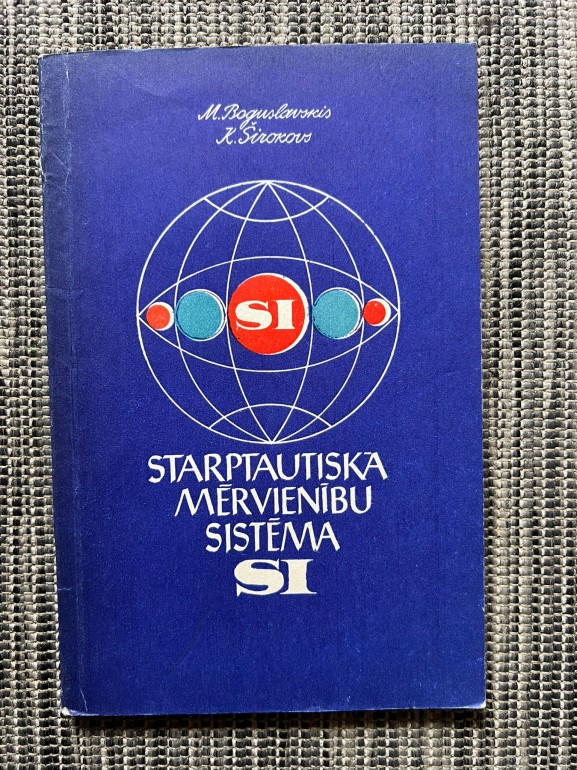 M. Boguslavskis
K. Širokovs
SI
STARPTAUTISKĀ
MĒRVIENĪBU
SISTĒMA
SI